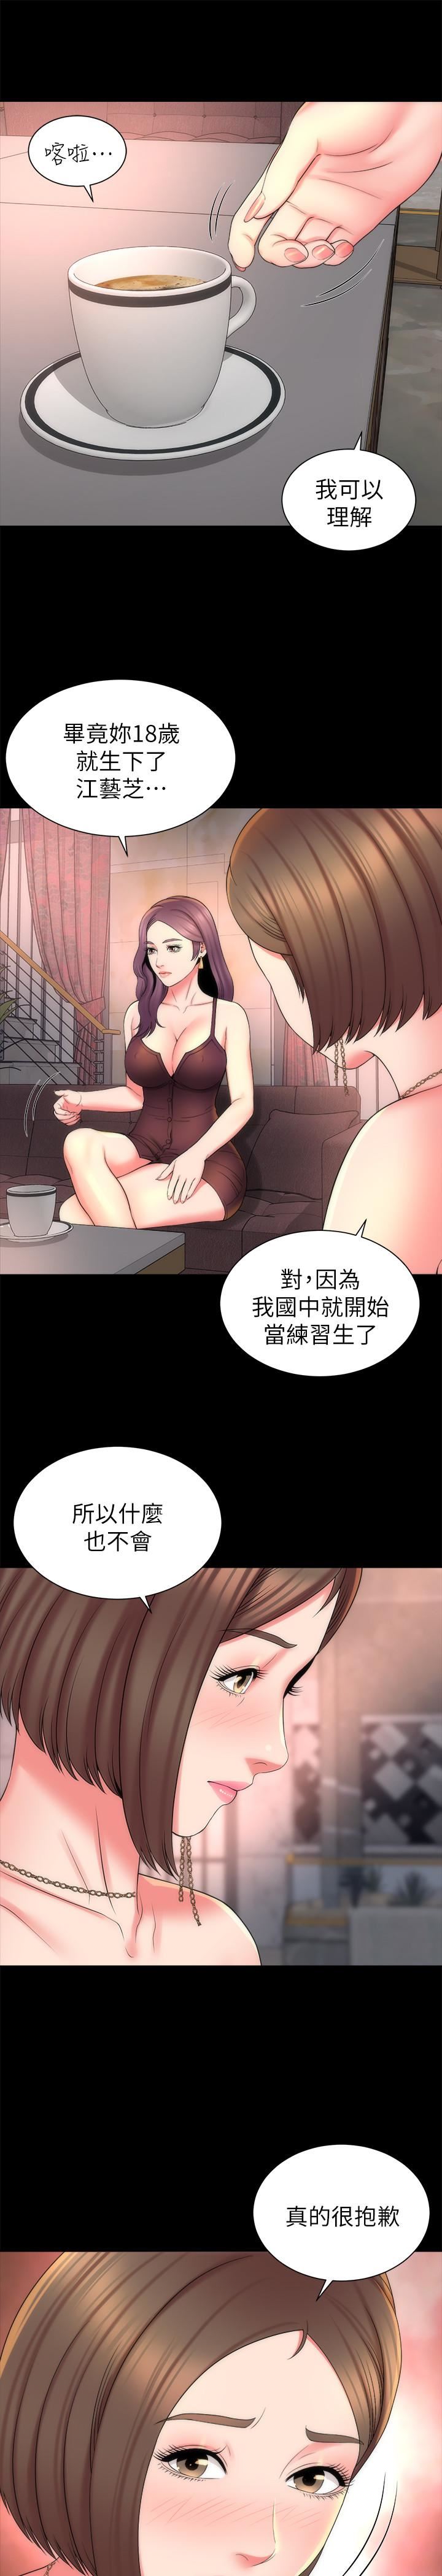 喀啦…
我可以
理解
畢竟妳18歲
就生下了
江藝芝…
對,因為
我國中就開始
當練習生了
所以什麼
也不會
真的很抱歉